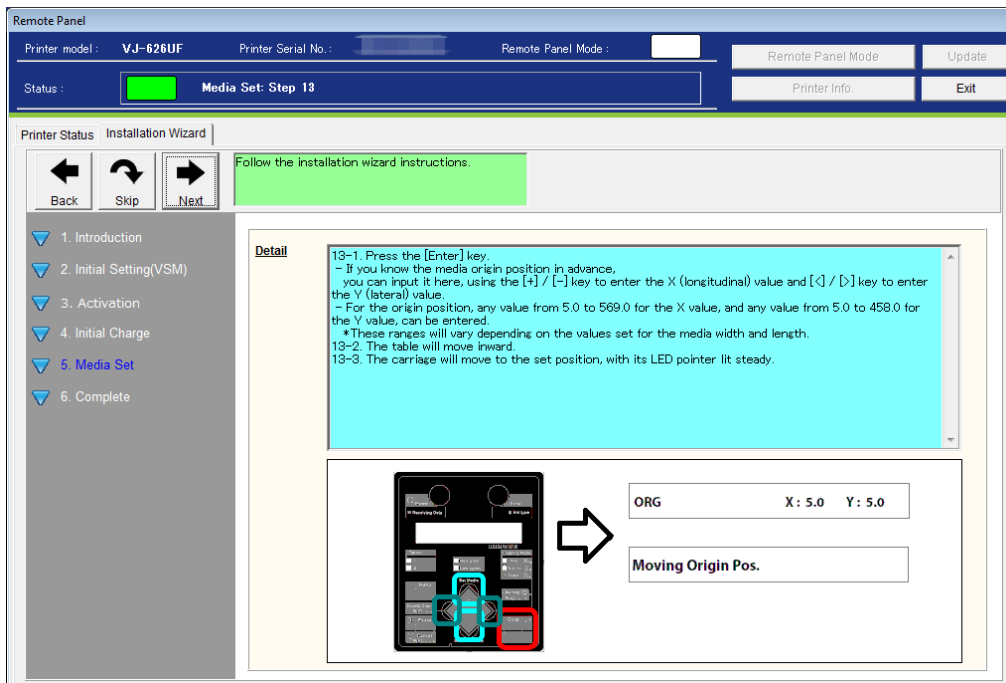 Remote Panel
Printer model : VJ-626UF Printer Serial No. : Remote Panel Mode :
Remote Panel Mode Update
Status : Media Set: Step 13
Printer Info. Exit
Printer Status Installation Wizard
Back Skip Next
Follow the installation wizard instructions.
1. Introduction
2. Initial Setting(VSM)
3. Activation
4. Initial Charge
5. Media Set
6. Complete
Detail
13-1. Press the [Enter] key.
- If you know the media origin position in advance,
you can input it here, using the [+] / [-] key to enter the X (longitudinal) value and [<] / [>] key to enter
the Y (lateral) value.
- For the origin position, any value from 5.0 to 569.0 for the X value, and any value from 5.0 to 458.0 for
the Y value, can be entered.
*These ranges will vary depending on the values set for the media width and length.
13-2. The table will move inward.
13-3. The carriage will move to the set position, with its LED pointer lit steady.
ORG X : 5.0 Y : 5.0
Moving Origin Pos.